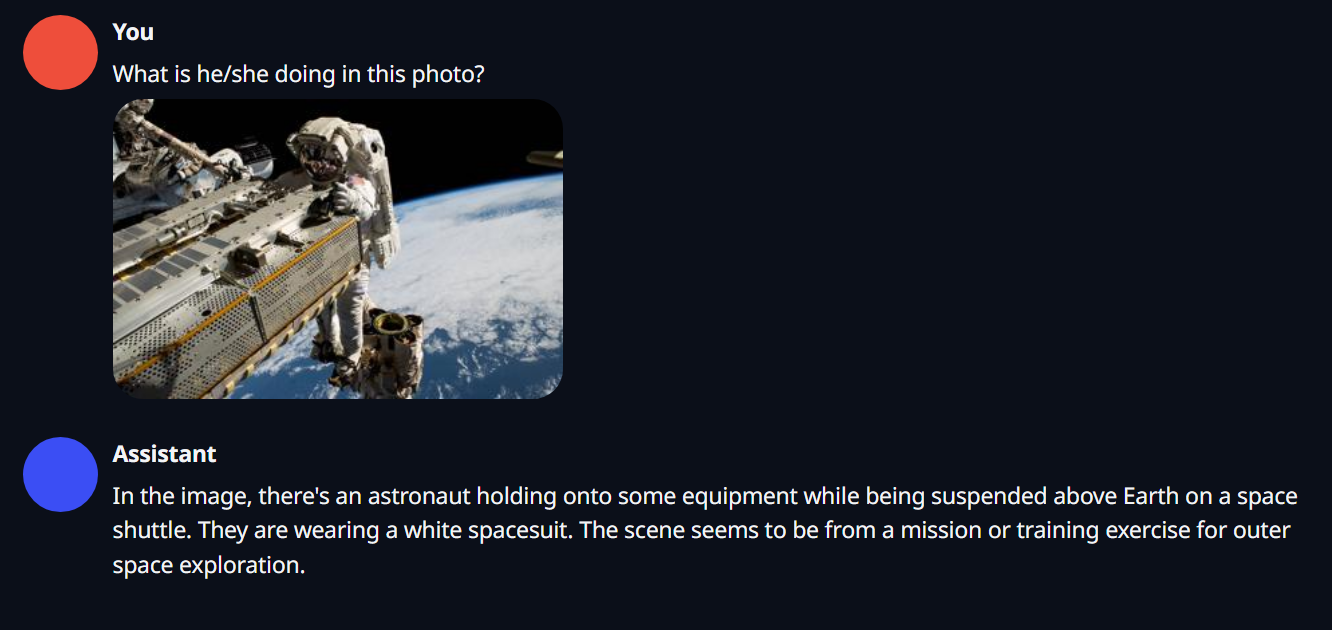 You
What is he/she doing in this photo?
Assistant
In the image, there's an astronaut holding onto some equipment while being suspended above Earth on a space
shuttle. They are wearing a white spacesuit. The scene seems to be from a mission or training exercise for outer
space exploration.